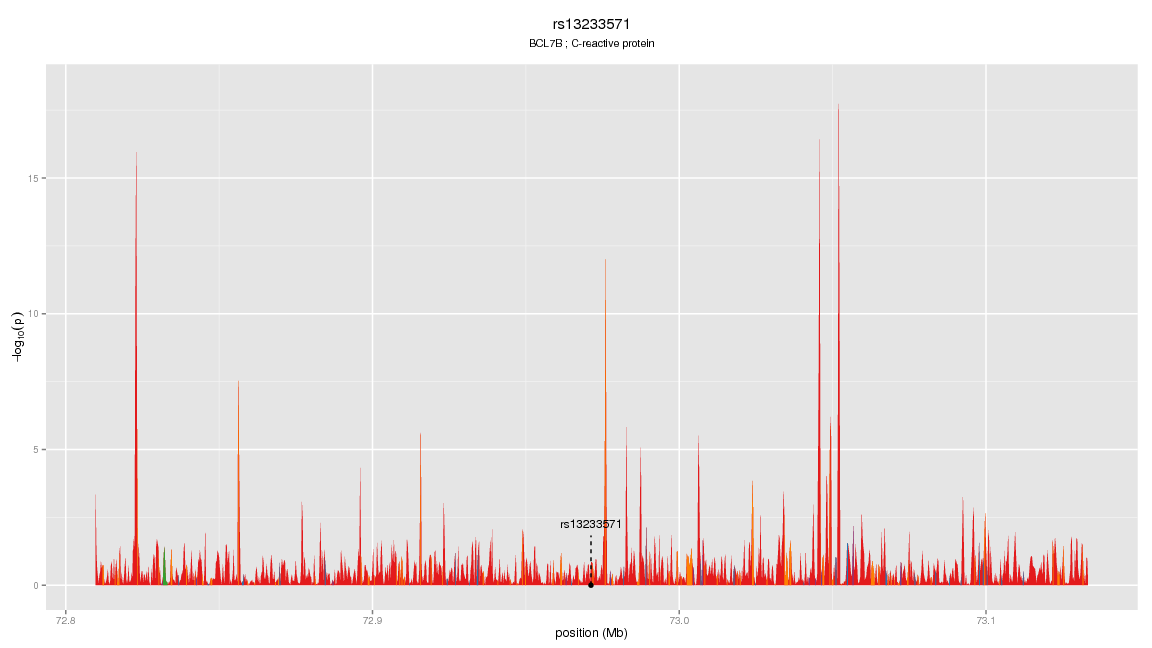 rs13233571
BCL7B ; C-reactive protein
15
10
5
0
−log10(p)
rs13233571
72.8
72.9
73.0
73.1
position (Mb)